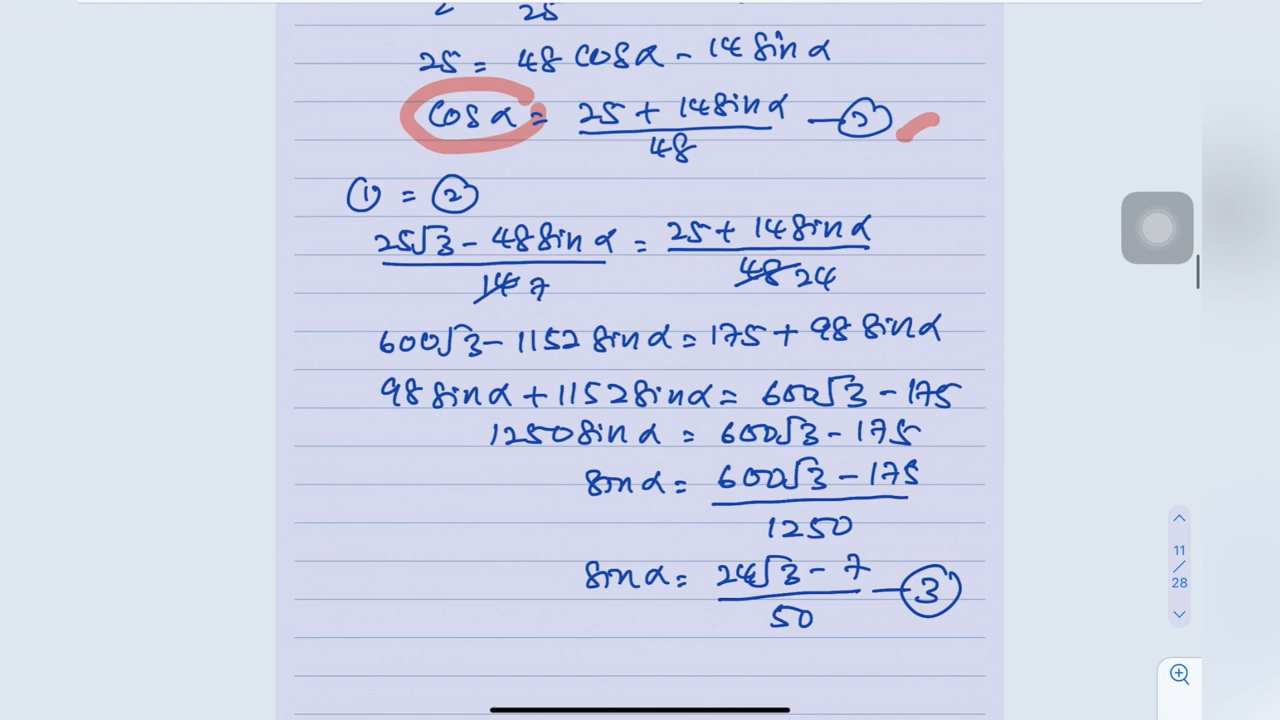 2 25
25 = 48 cos α - 14 sin α
cos α = 25 + 14 sin α / 48 — ②
① = ②
25√3 - 48 sin α / 14 7 = 25 + 14 sin α / 48 24
600√3 - 1152 sin α = 175 + 98 sin α
98 sin α + 1152 sin α = 600√3 - 175
1250 sin α = 600√3 - 175
sin α = 600√3 - 175 / 1250
sin α = 24√3 - 7 / 50 — ③
11
/
28